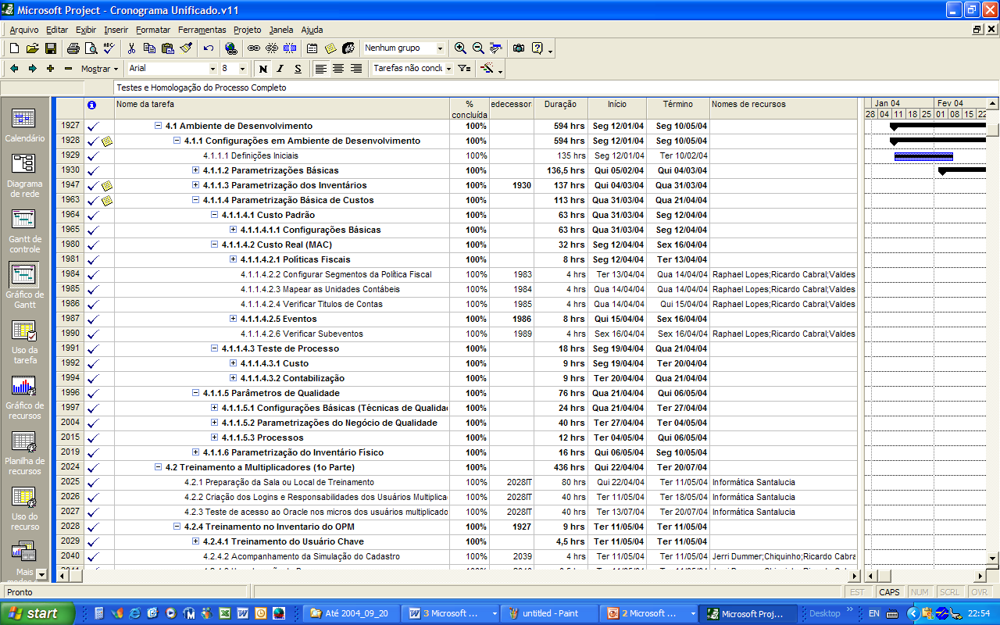 Microsoft Project - Cronograma Unificado.v11
Arquivo Editar Exibir Inserir Formatar Ferramentas Projeto Janela Ajuda
Nenhum grupo
Mostrar Arial 8 N I S Tarefas não conclu
Testes e Homologação do Processo Completo
Nome da tarefa % concluída edecessor Duração Início Término Nomes de recursos Jan 04 Fev 04
28 04 11 18 25 01 08 15 22
1927 4.1 Ambiente de Desenvolvimento 100% 594 hrs Seg 12/01/04 Seg 10/05/04
1928 4.1.1 Configurações em Ambiente de Desenvolvimento 100% 594 hrs Seg 12/01/04 Seg 10/05/04
1929 4.1.1.1 Definições Iniciais 100% 135 hrs Seg 12/01/04 Ter 10/02/04
1930 4.1.1.2 Parametrizações Básicas 100% 136,5 hrs Qui 05/02/04 Qui 04/03/04
1947 4.1.1.3 Parametrização dos Inventários 100% 1930 137 hrs Qui 04/03/04 Qua 31/03/04
1963 4.1.1.4 Parametrização Básica de Custos 100% 113 hrs Qua 31/03/04 Qua 21/04/04
1964 4.1.1.4.1 Custo Padrão 100% 63 hrs Qua 31/03/04 Seg 12/04/04
1965 4.1.1.4.1.1 Configurações Básicas 100% 63 hrs Qua 31/03/04 Seg 12/04/04
1980 4.1.1.4.2 Custo Real (MAC) 100% 32 hrs Seg 12/04/04 Sex 16/04/04
1981 4.1.1.4.2.1 Políticas Fiscais 100% 8 hrs Seg 12/04/04 Ter 13/04/04
1984 4.1.1.4.2.2 Configurar Segmentos da Política Fiscal 100% 1983 4 hrs Ter 13/04/04 Qua 14/04/04 Raphael Lopes;Ricardo Cabral;Valdes
1985 4.1.1.4.2.3 Mapear as Unidades Contábeis 100% 1984 4 hrs Qua 14/04/04 Qua 14/04/04 Raphael Lopes;Ricardo Cabral;Valdes
1986 4.1.1.4.2.4 Verificar Titulos de Contas 100% 1985 4 hrs Qua 14/04/04 Qui 15/04/04 Raphael Lopes;Ricardo Cabral;Valdes
1987 4.1.1.4.2.5 Eventos 100% 1986 8 hrs Qui 15/04/04 Sex 16/04/04
1990 4.1.1.4.2.6 Verificar Subeventos 100% 1989 4 hrs Sex 16/04/04 Sex 16/04/04 Raphael Lopes;Ricardo Cabral;Valdes
1991 4.1.1.4.3 Teste de Processo 100% 18 hrs Seg 19/04/04 Qua 21/04/04
1992 4.1.1.4.3.1 Custo 100% 9 hrs Seg 19/04/04 Ter 20/04/04
1994 4.1.1.4.3.2 Contabilização 100% 9 hrs Ter 20/04/04 Qua 21/04/04
1996 4.1.1.5 Parâmetros de Qualidade 100% 76 hrs Qua 21/04/04 Qui 06/05/04
1997 4.1.1.5.1 Configurações Básicas (Técnicas de Qualida 100% 24 hrs Qua 21/04/04 Ter 27/04/04
2004 4.1.1.5.2 Parametrizações do Negócio de Qualidade 100% 40 hrs Ter 27/04/04 Ter 04/05/04
2015 4.1.1.5.3 Processos 100% 12 hrs Ter 04/05/04 Qui 06/05/04
2019 4.1.1.6 Parametrização do Inventário Físico 100% 16 hrs Qui 06/05/04 Seg 10/05/04
2024 4.2 Treinamento a Multiplicadores (1o Parte) 100% 436 hrs Qui 22/04/04 Ter 20/07/04
2025 4.2.1 Preparação da Sala ou Local de Treinamento 100% 2028IT 80 hrs Qui 22/04/04 Ter 11/05/04 Informática Santalucia
2026 4.2.2 Criação dos Logins e Responsabilidades dos Usuários Multiplica 100% 2028IT 40 hrs Ter 11/05/04 Ter 18/05/04 Informática Santalucia
2027 4.2.3 Teste de acesso ao Oracle nos micros dos usuários multiplicado 100% 2028IT 40 hrs Ter 13/07/04 Ter 20/07/04 Informática Santalucia
2028 4.2.4 Treinamento no Inventario do OPM 100% 1927 9 hrs Ter 11/05/04 Ter 11/05/04
2029 4.2.4.1 Treinamento do Usuário Chave 100% 4,5 hrs Ter 11/05/04 Ter 11/05/04
2040 4.2.4.2 Acompanhamento da Simulação do Cadastro 100% 2039 4 hrs Ter 11/05/04 Ter 11/05/04 Jerri Dummer;Chiquinho;Ricardo Cabra
Calendário
Diagrama de rede
Gantt de controle
Gráfico de Gantt
Uso da tarefa
Gráfico de recursos
Planilha de recursos
Uso do recurso
Mais
Pronto EST CAPS NUM SCRL OVR
start Até 2004_09_20 3 Microsoft ... untitled - Paint 2 Microsoft ... Microsoft Proj... Desktop EN 22:54